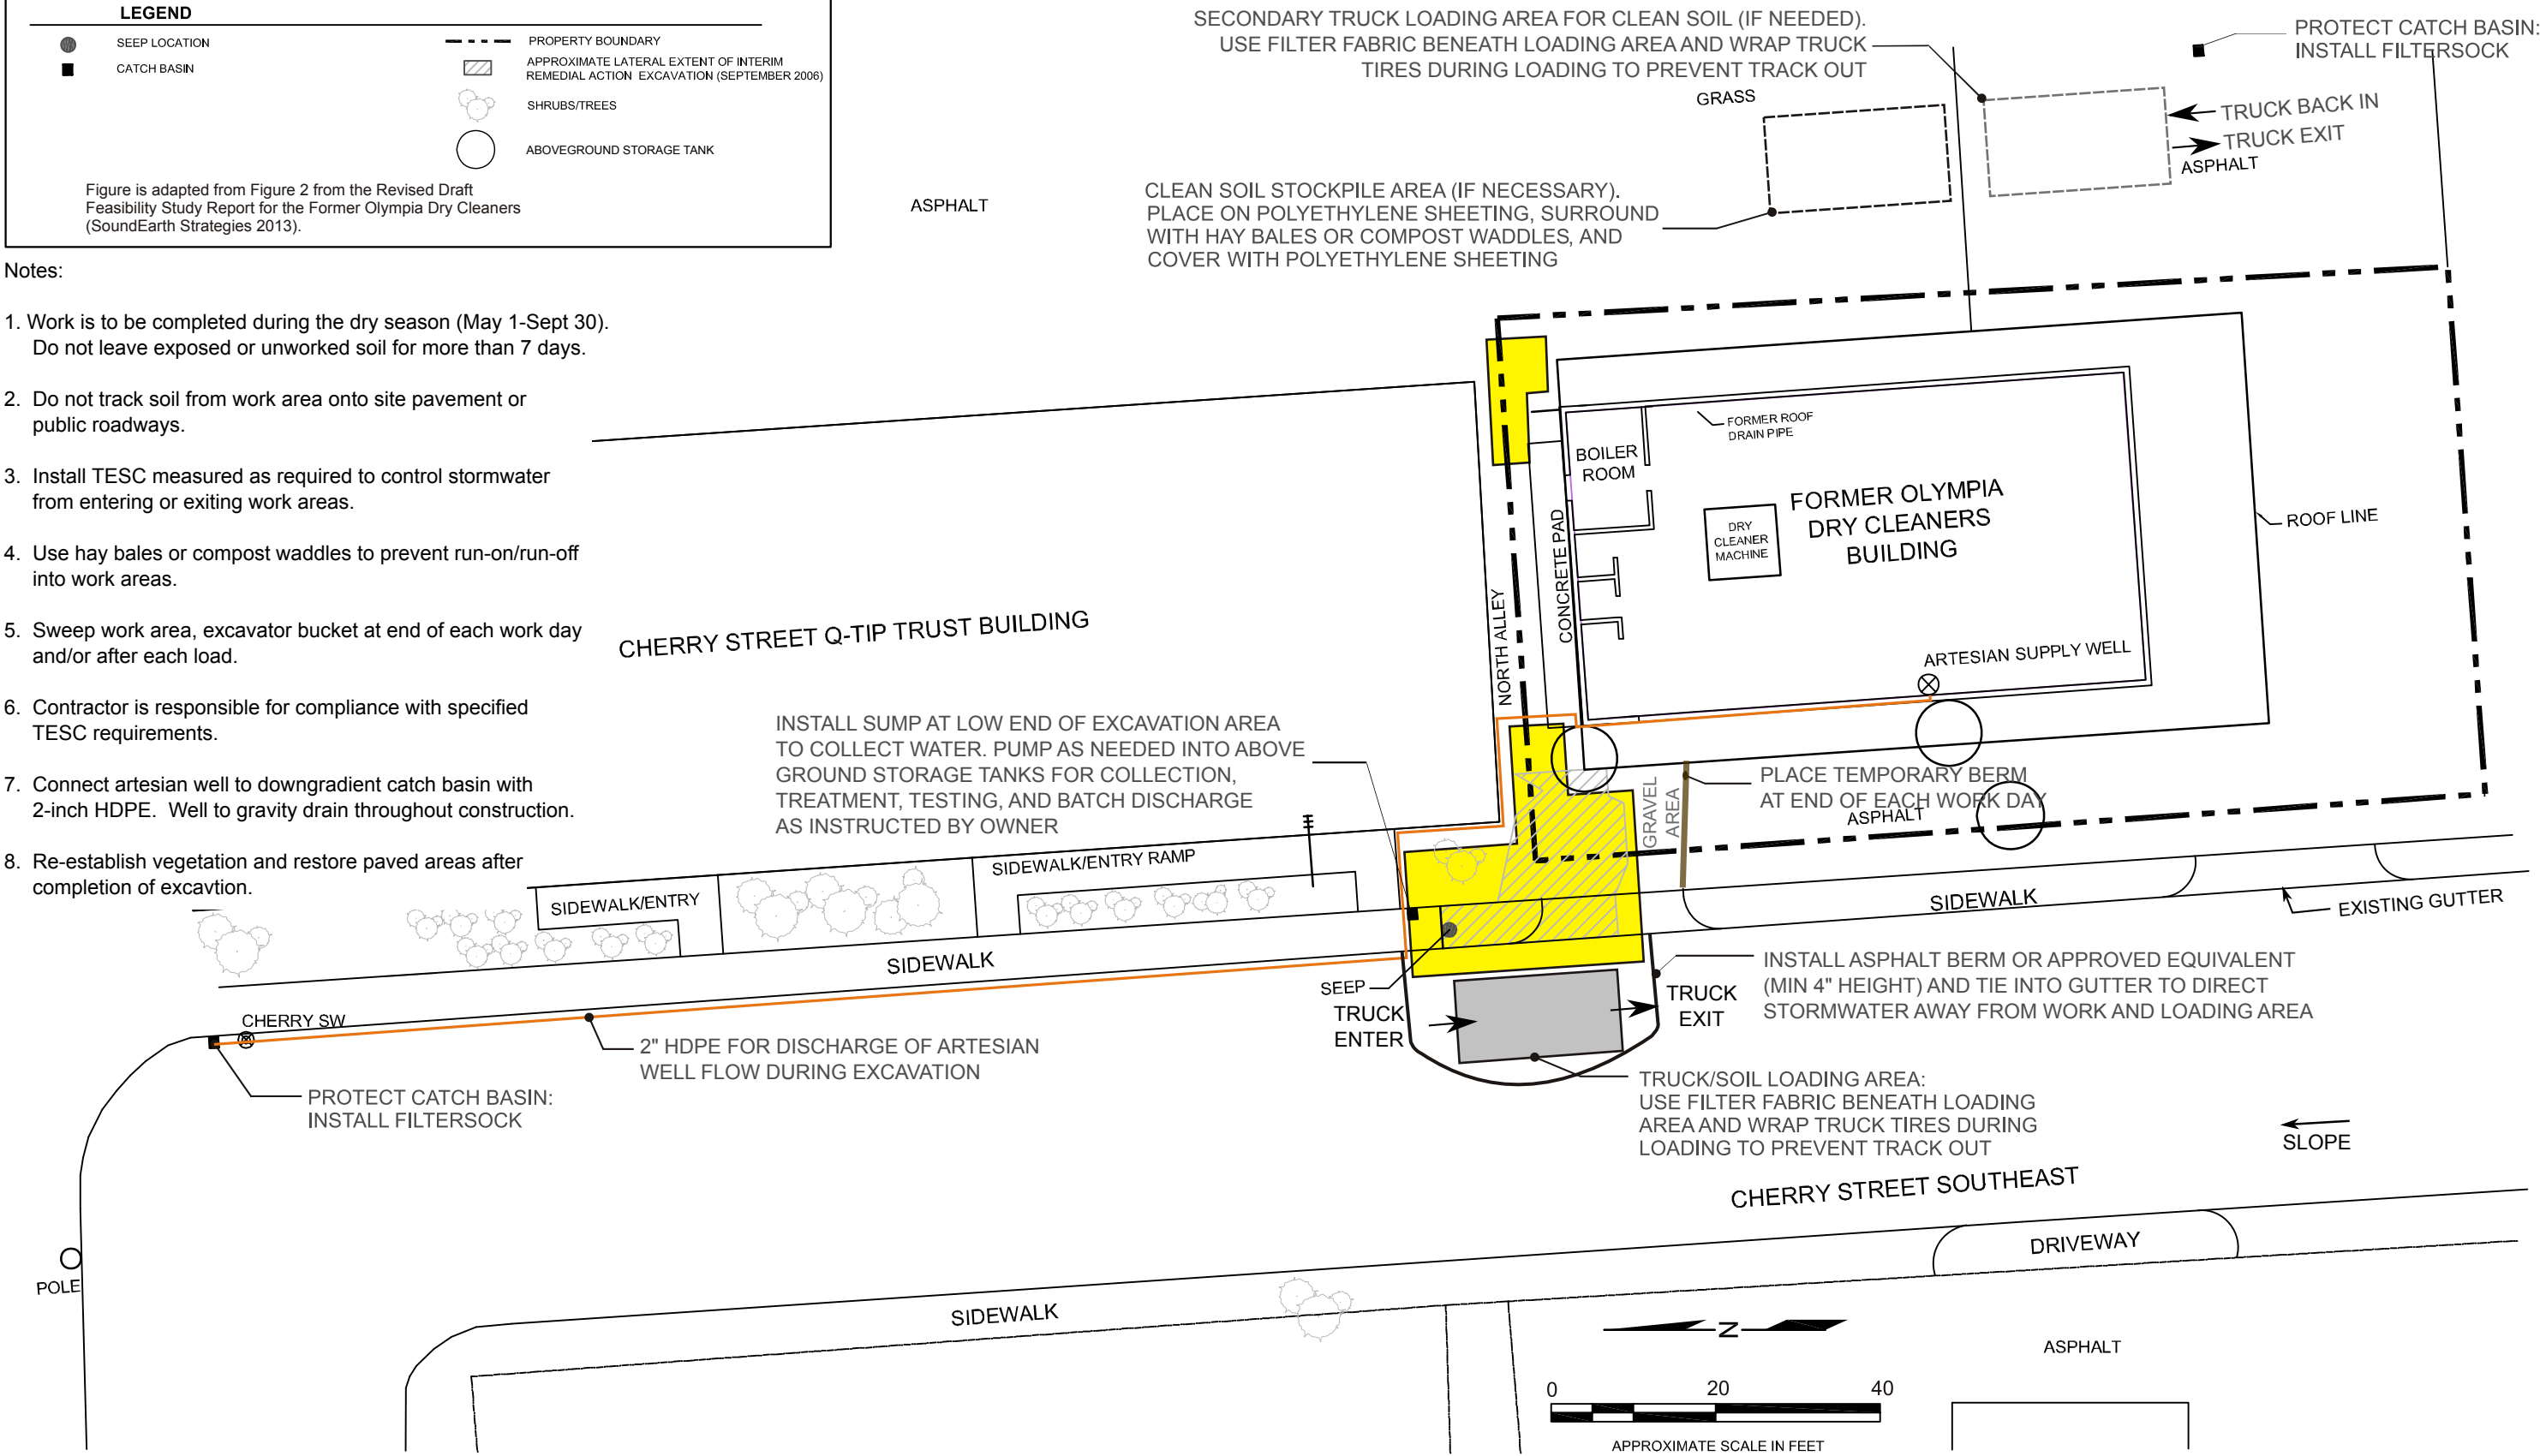 LEGEND
SEEP LOCATION
CATCH BASIN
PROPERTY BOUNDARY
APPROXIMATE LATERAL EXTENT OF INTERIM
REMEDIAL ACTION EXCAVATION (SEPTEMBER 2006)
SHRUBS/TREES
ABOVEGROUND STORAGE TANK
Figure is adapted from Figure 2 from the Revised Draft
Feasibility Study Report for the Former Olympia Dry Cleaners
(SoundEarth Strategies 2013).
Notes:
1. Work is to be completed during the dry season (May 1-Sept 30).
Do not leave exposed or unworked soil for more than 7 days.
2. Do not track soil from work area onto site pavement or
public roadways.
3. Install TESC measured as required to control stormwater
from entering or exiting work areas.
4. Use hay bales or compost waddles to prevent run-on/run-off
into work areas.
5. Sweep work area, excavator bucket at end of each work day
and/or after each load.
6. Contractor is responsible for compliance with specified
TESC requirements.
7. Connect artesian well to downgradient catch basin with
2-inch HDPE. Well to gravity drain throughout construction.
8. Re-establish vegetation and restore paved areas after
completion of excavtion.
SECONDARY TRUCK LOADING AREA FOR CLEAN SOIL (IF NEEDED).
USE FILTER FABRIC BENEATH LOADING AREA AND WRAP TRUCK
TIRES DURING LOADING TO PREVENT TRACK OUT
PROTECT CATCH BASIN:
INSTALL FILTERSOCK
GRASS
TRUCK BACK IN
TRUCK EXIT
ASPHALT
ASPHALT
CLEAN SOIL STOCKPILE AREA (IF NECESSARY).
PLACE ON POLYETHYLENE SHEETING, SURROUND
WITH HAY BALES OR COMPOST WADDLES, AND
COVER WITH POLYETHYLENE SHEETING
FORMER ROOF
DRAIN PIPE
BOILER
ROOM
FORMER OLYMPIA
DRY CLEANERS
BUILDING
DRY
CLEANER
MACHINE
ROOF LINE
CONCRETE PAD
NORTH ALLEY
CHERRY STREET Q-TIP TRUST BUILDING
ARTESIAN SUPPLY WELL
INSTALL SUMP AT LOW END OF EXCAVATION AREA
TO COLLECT WATER. PUMP AS NEEDED INTO ABOVE
GROUND STORAGE TANKS FOR COLLECTION,
TREATMENT, TESTING, AND BATCH DISCHARGE
AS INSTRUCTED BY OWNER
GRAVEL
AREA
PLACE TEMPORARY BERM
AT END OF EACH WORK DAY
ASPHALT
SIDEWALK/ENTRY RAMP
SIDEWALK/ENTRY
SIDEWALK
EXISTING GUTTER
SIDEWALK
SEEP
TRUCK
ENTER
TRUCK
EXIT
INSTALL ASPHALT BERM OR APPROVED EQUIVALENT
(MIN 4" HEIGHT) AND TIE INTO GUTTER TO DIRECT
STORMWATER AWAY FROM WORK AND LOADING AREA
CHERRY SW
2" HDPE FOR DISCHARGE OF ARTESIAN
WELL FLOW DURING EXCAVATION
PROTECT CATCH BASIN:
INSTALL FILTERSOCK
TRUCK/SOIL LOADING AREA:
USE FILTER FABRIC BENEATH LOADING
AREA AND WRAP TRUCK TIRES DURING
LOADING TO PREVENT TRACK OUT
SLOPE
CHERRY STREET SOUTHEAST
DRIVEWAY
POLE
SIDEWALK
N
ASPHALT
0 20 40
APPROXIMATE SCALE IN FEET